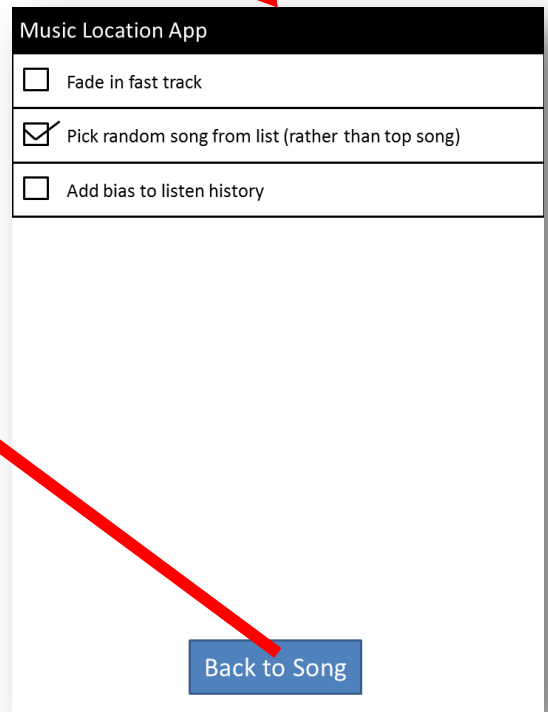 Music Location App
Fade in fast track
Pick random song from list (rather than top song)
Add bias to listen history
Back to Song